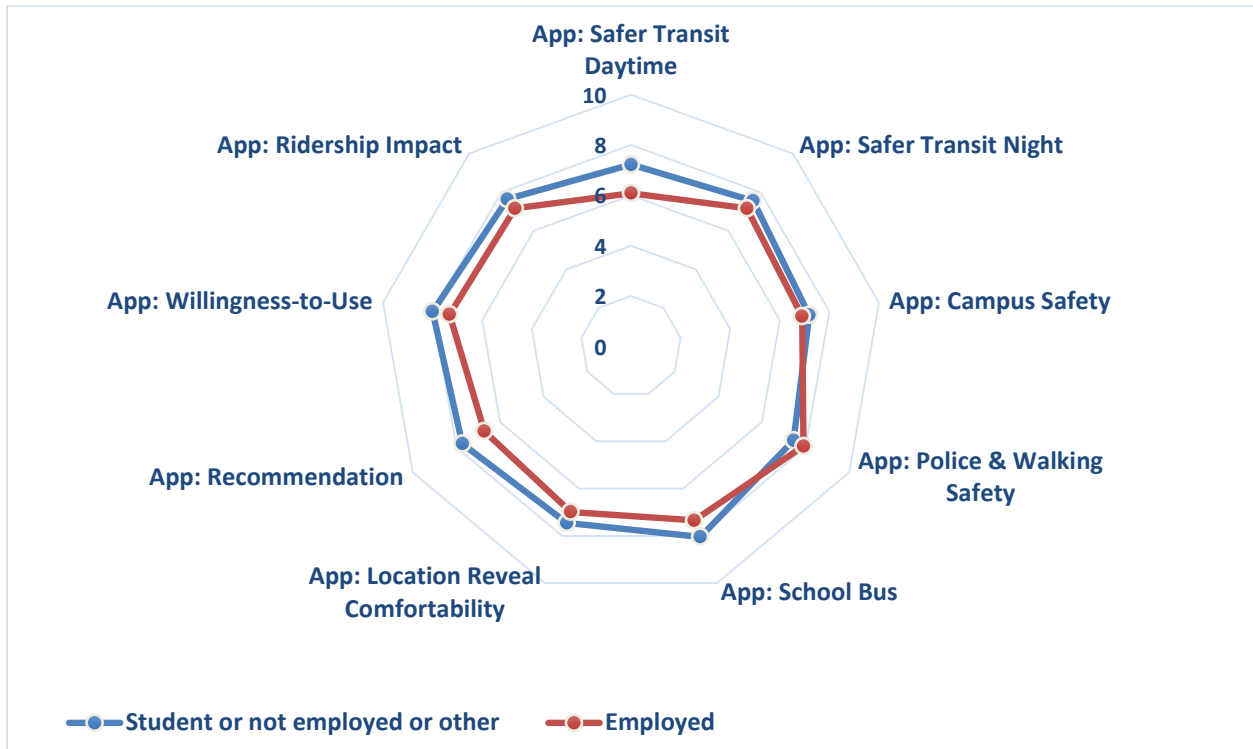 App: Safer Transit
Daytime
10
8
6
4
2
0
App: Ridership Impact
App: Safer Transit Night
App: Willingness-to-Use
App: Campus Safety
App: Recommendation
App: Police & Walking
Safety
App: Location Reveal
Comfortability
App: School Bus
Student or not employed or other
Employed